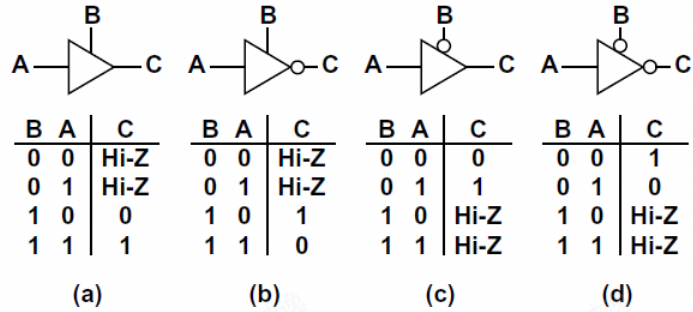 B B B B
A C A C A C A C
B A C B A C B A C B A C
0 0 Hi-Z 0 0 Hi-Z 0 0 0 0 0 1
0 1 Hi-Z 0 1 Hi-Z 0 1 1 0 1 0
1 0 0 1 0 1 1 0 Hi-Z 1 0 Hi-Z
1 1 1 1 1 0 1 1 Hi-Z 1 1 Hi-Z
(a) (b) (c) (d)